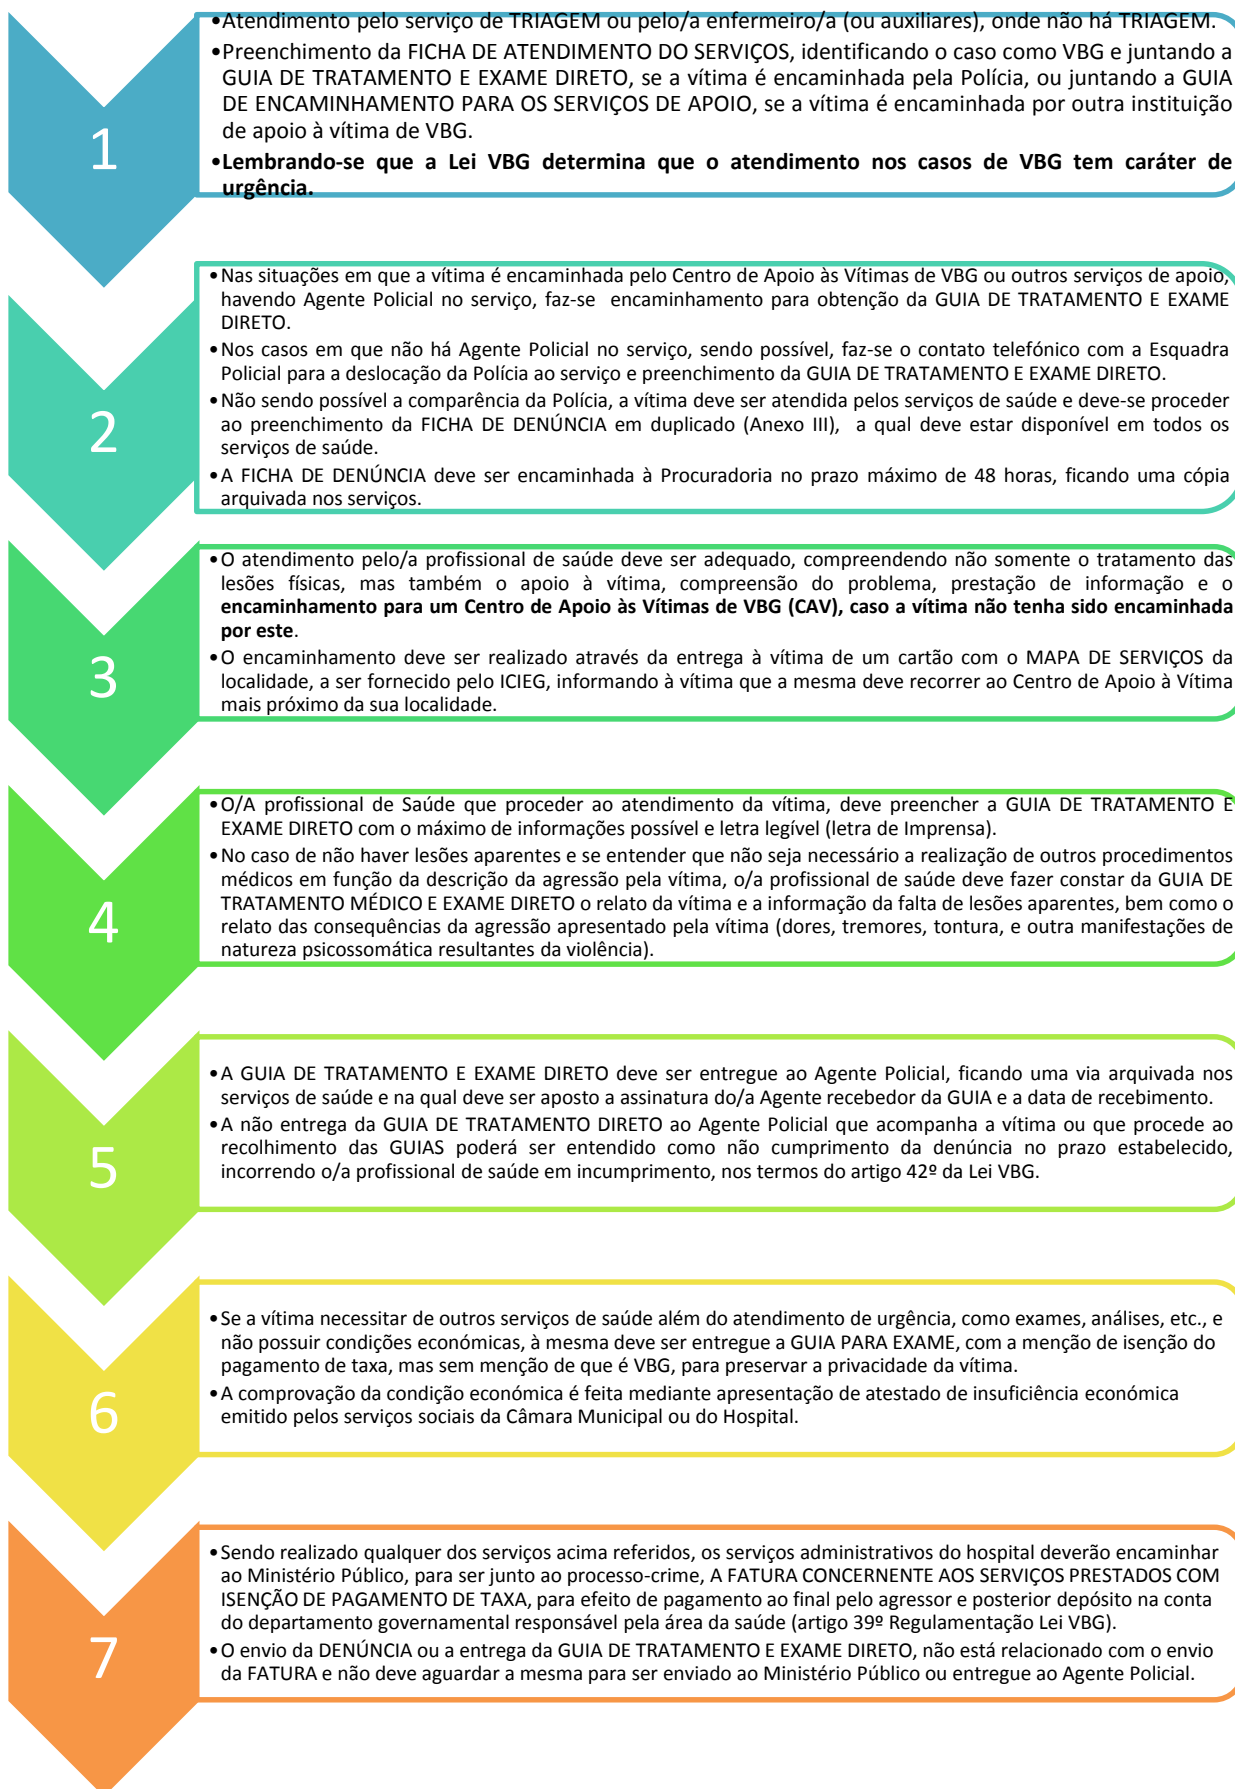 1
•Atendimento pelo serviço de TRIAGEM ou pelo/a enfermeiro/a (ou auxiliares), onde não há TRIAGEM.
•Preenchimento da FICHA DE ATENDIMENTO DO SERVIÇOS, identificando o caso como VBG e juntando a
GUIA DE TRATAMENTO E EXAME DIRETO, se a vítima é encaminhada pela Polícia, ou juntando a GUIA
DE ENCAMINHAMENTO PARA OS SERVIÇOS DE APOIO, se a vítima é encaminhada por outra instituição
de apoio à vítima de VBG.
•Lembrando-se que a Lei VBG determina que o atendimento nos casos de VBG tem caráter de
urgência.
2
•Nas situações em que a vítima é encaminhada pelo Centro de Apoio às Vítimas de VBG ou outros serviços de apoio,
havendo Agente Policial no serviço, faz-se encaminhamento para obtenção da GUIA DE TRATAMENTO E EXAME
DIRETO.
•Nos casos em que não há Agente Policial no serviço, sendo possível, faz-se o contato telefónico com a Esquadra
Policial para a deslocação da Polícia ao serviço e preenchimento da GUIA DE TRATAMENTO E EXAME DIRETO.
•Não sendo possível a comparência da Polícia, a vítima deve ser atendida pelos serviços de saúde e deve-se proceder
ao preenchimento da FICHA DE DENÚNCIA em duplicado (Anexo III), a qual deve estar disponível em todos os
serviços de saúde.
•A FICHA DE DENÚNCIA deve ser encaminhada à Procuradoria no prazo máximo de 48 horas, ficando uma cópia
arquivada nos serviços.
3
•O atendimento pelo/a profissional de saúde deve ser adequado, compreendendo não somente o tratamento das
lesões físicas, mas também o apoio à vítima, compreensão do problema, prestação de informação e o
encaminhamento para um Centro de Apoio às Vítimas de VBG (CAV), caso a vítima não tenha sido encaminhada
por este.
•O encaminhamento deve ser realizado através da entrega à vítima de um cartão com o MAPA DE SERVIÇOS da
localidade, a ser fornecido pelo ICIEG, informando à vítima que a mesma deve recorrer ao Centro de Apoio à Vítima
mais próximo da sua localidade.
4
•O/A profissional de Saúde que proceder ao atendimento da vítima, deve preencher a GUIA DE TRATAMENTO E
EXAME DIRETO com o máximo de informações possível e letra legível (letra de Imprensa).
•No caso de não haver lesões aparentes e se entender que não seja necessário a realização de outros procedimentos
médicos em função da descrição da agressão pela vítima, o/a profissional de saúde deve fazer constar da GUIA DE
TRATAMENTO MÉDICO E EXAME DIRETO o relato da vítima e a informação da falta de lesões aparentes, bem como o
relato das consequências da agressão apresentado pela vítima (dores, tremores, tontura, e outra manifestações de
natureza psicossomática resultantes da violência).
5
•A GUIA DE TRATAMENTO E EXAME DIRETO deve ser entregue ao Agente Policial, ficando uma via arquivada nos
serviços de saúde e na qual deve ser aposto a assinatura do/a Agente recebedor da GUIA e a data de recebimento.
•A não entrega da GUIA DE TRATAMENTO DIRETO ao Agente Policial que acompanha a vítima ou que procede ao
recolhimento das GUIAS poderá ser entendido como não cumprimento da denúncia no prazo estabelecido,
incorrendo o/a profissional de saúde em incumprimento, nos termos do artigo 42º da Lei VBG.
6
•Se a vítima necessitar de outros serviços de saúde além do atendimento de urgência, como exames, análises, etc., e
não possuir condições económicas, à mesma deve ser entregue a GUIA PARA EXAME, com a menção de isenção do
pagamento de taxa, mas sem menção de que é VBG, para preservar a privacidade da vítima.
•A comprovação da condição económica é feita mediante apresentação de atestado de insuficiência económica
emitido pelos serviços sociais da Câmara Municipal ou do Hospital.
7
•Sendo realizado qualquer dos serviços acima referidos, os serviços administrativos do hospital deverão encaminhar
ao Ministério Público, para ser junto ao processo-crime, A FATURA CONCERNENTE AOS SERVIÇOS PRESTADOS COM
ISENÇÃO DE PAGAMENTO DE TAXA, para efeito de pagamento ao final pelo agressor e posterior depósito na conta
do departamento governamental responsável pela área da saúde (artigo 39º Regulamentação Lei VBG).
•O envio da DENÚNCIA ou a entrega da GUIA DE TRATAMENTO E EXAME DIRETO, não está relacionado com o envio
da FATURA e não deve aguardar a mesma para ser enviado ao Ministério Público ou entregue ao Agente Policial.